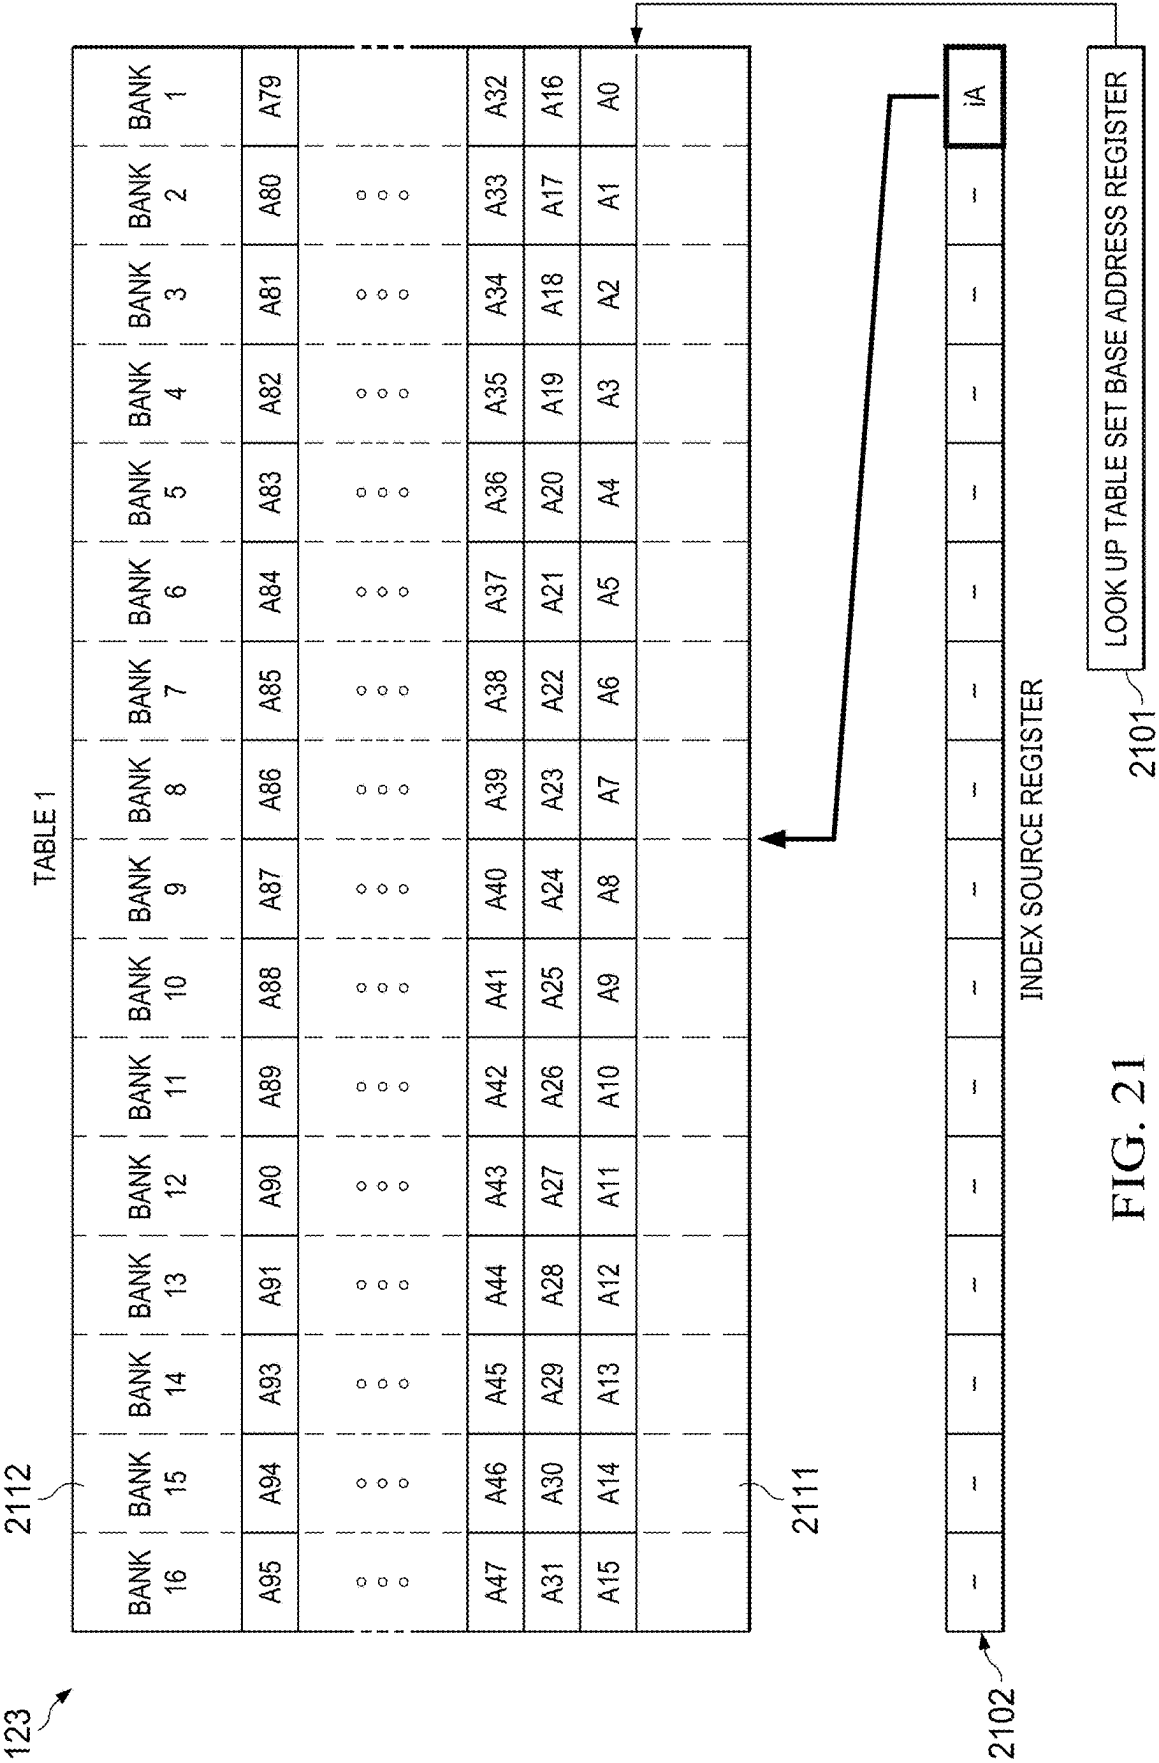 123
2112
TABLE 1
BANK BANK BANK BANK BANK BANK BANK BANK BANK BANK BANK BANK BANK BANK BANK BANK
16 15 14 13 12 11 10 9 8 7 6 5 4 3 2 1
A95 A94 A93 A91 A90 A89 A88 A87 A86 A85 A84 A83 A82 A81 A80 A79
A47 A46 A45 A44 A43 A42 A41 A40 A39 A38 A37 A36 A35 A34 A33 A32
A31 A30 A29 A28 A27 A26 A25 A24 A23 A22 A21 A20 A19 A18 A17 A16
A15 A14 A13 A12 A11 A10 A9 A8 A7 A6 A5 A4 A3 A2 A1 A0
2111
– – – – – – – – – – – – – – – iA
2102
INDEX SOURCE REGISTER
LOOK UP TABLE SET BASE ADDRESS REGISTER
2101
FIG. 21